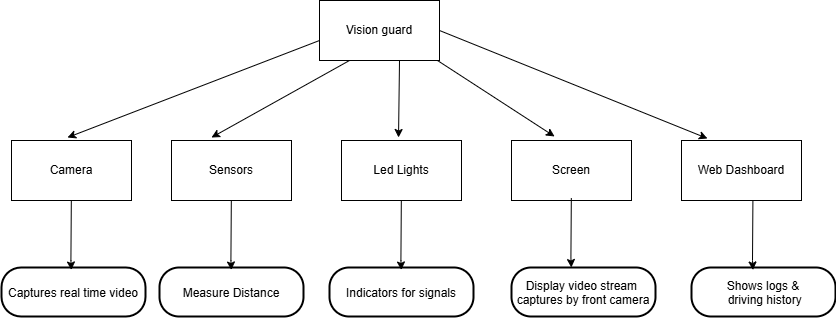 Vision guard
Camera
Sensors
Led Lights
Screen
Web Dashboard
Captures real time video
Measure Distance
Indicators for signals
Display video stream
captures by front camera
Shows logs &
driving history